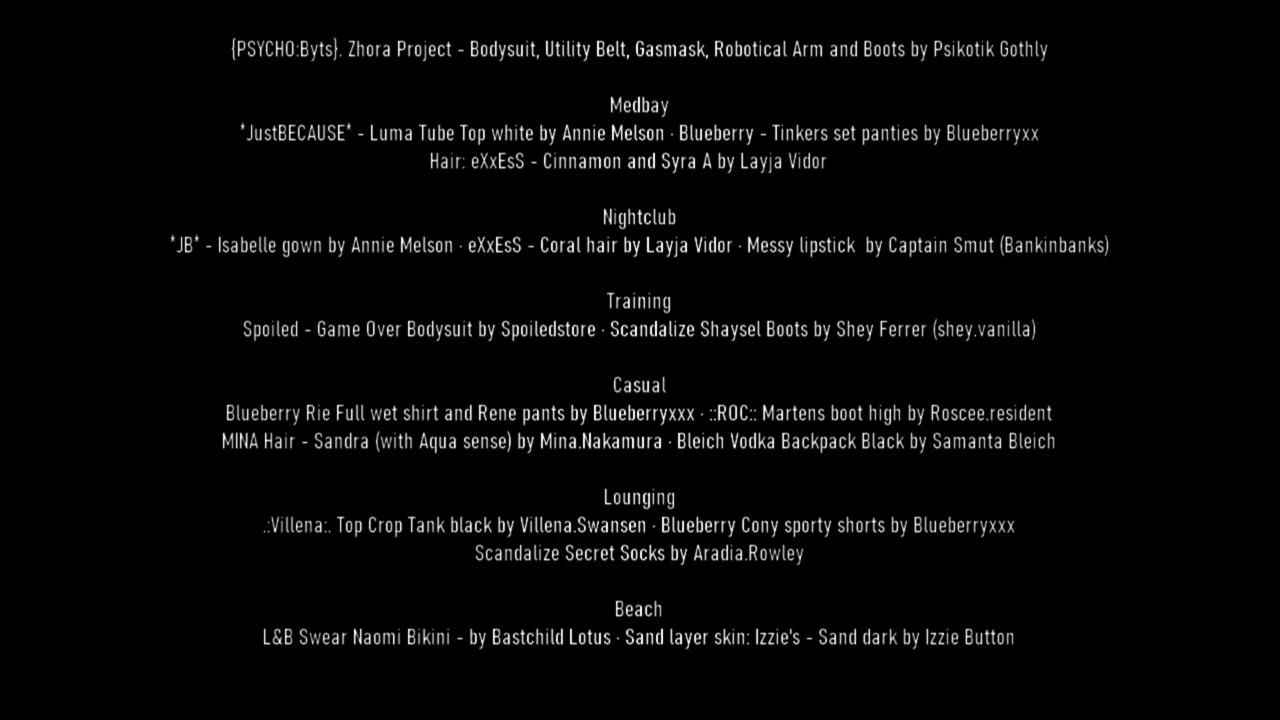 {PSYCHO:Byts}. Zhora Project - Bodysuit, Utility Belt, Gasmask, Robotical Arm and Boots by Psikotik Gothly
Medbay
*JustBECAUSE* - Luma Tube Top white by Annie Melson · Blueberry - Tinkers set panties by Blueberryxx
Hair: eXxEsS - Cinnamon and Syra A by Layja Vidor
Nightclub
*JB* - Isabelle gown by Annie Melson · eXxEsS - Coral hair by Layja Vidor · Messy lipstick  by Captain Smut (Bankinbanks)
Training
Spoiled - Game Over Bodysuit by Spoiledstore · Scandalize Shaysel Boots by Shey Ferrer (shey.vanilla)
Casual
Blueberry Rie Full wet shirt and Rene pants by Blueberryxxx · ::ROC:: Martens boot high by Roscee.resident
MINA Hair - Sandra (with Aqua sense) by Mina.Nakamura · Bleich Vodka Backpack Black by Samanta Bleich
Lounging
.:Villena:. Top Crop Tank black by Villena.Swansen · Blueberry Cony sporty shorts by Blueberryxxx
Scandalize Secret Socks by Aradia.Rowley
Beach
L&B Swear Naomi Bikini - by Bastchild Lotus · Sand layer skin: Izzie's - Sand dark by Izzie Button